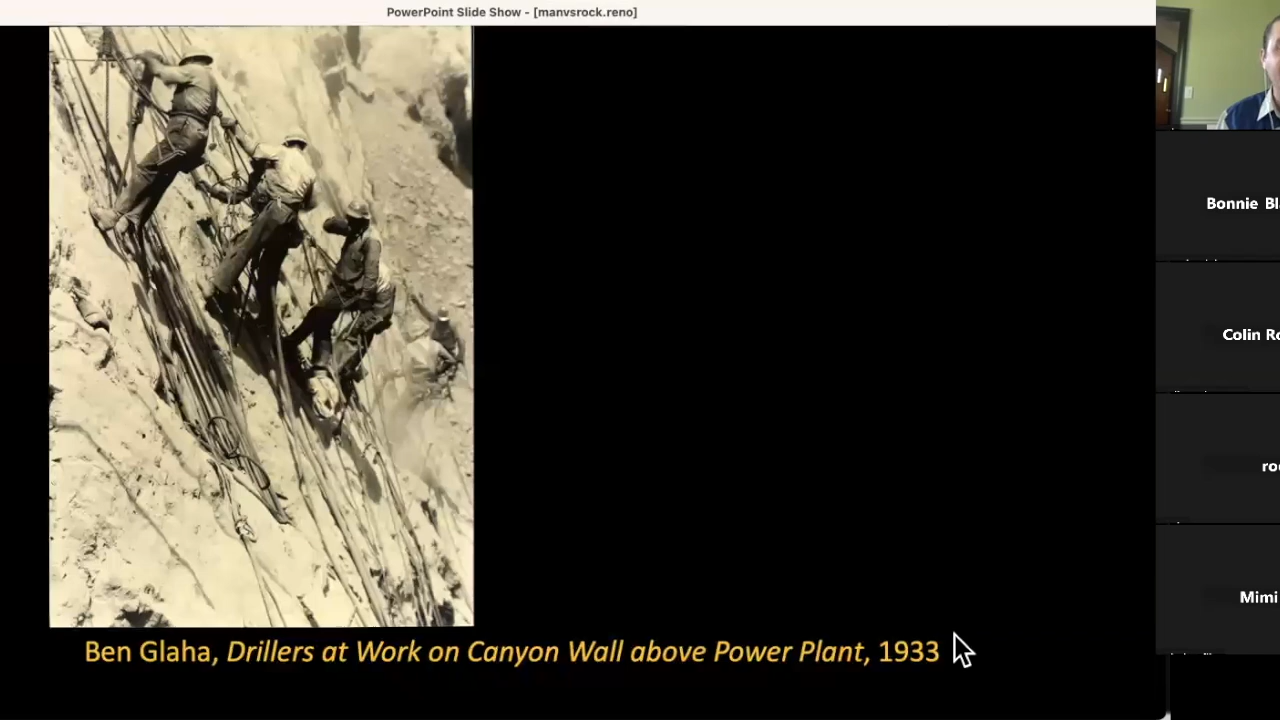 PowerPoint Slide Show - [manvsrock.reno]
Bonnie Bl
Colin Ro
Mimi
Ben Glaha, Drillers at Work on Canyon Wall above Power Plant, 1933